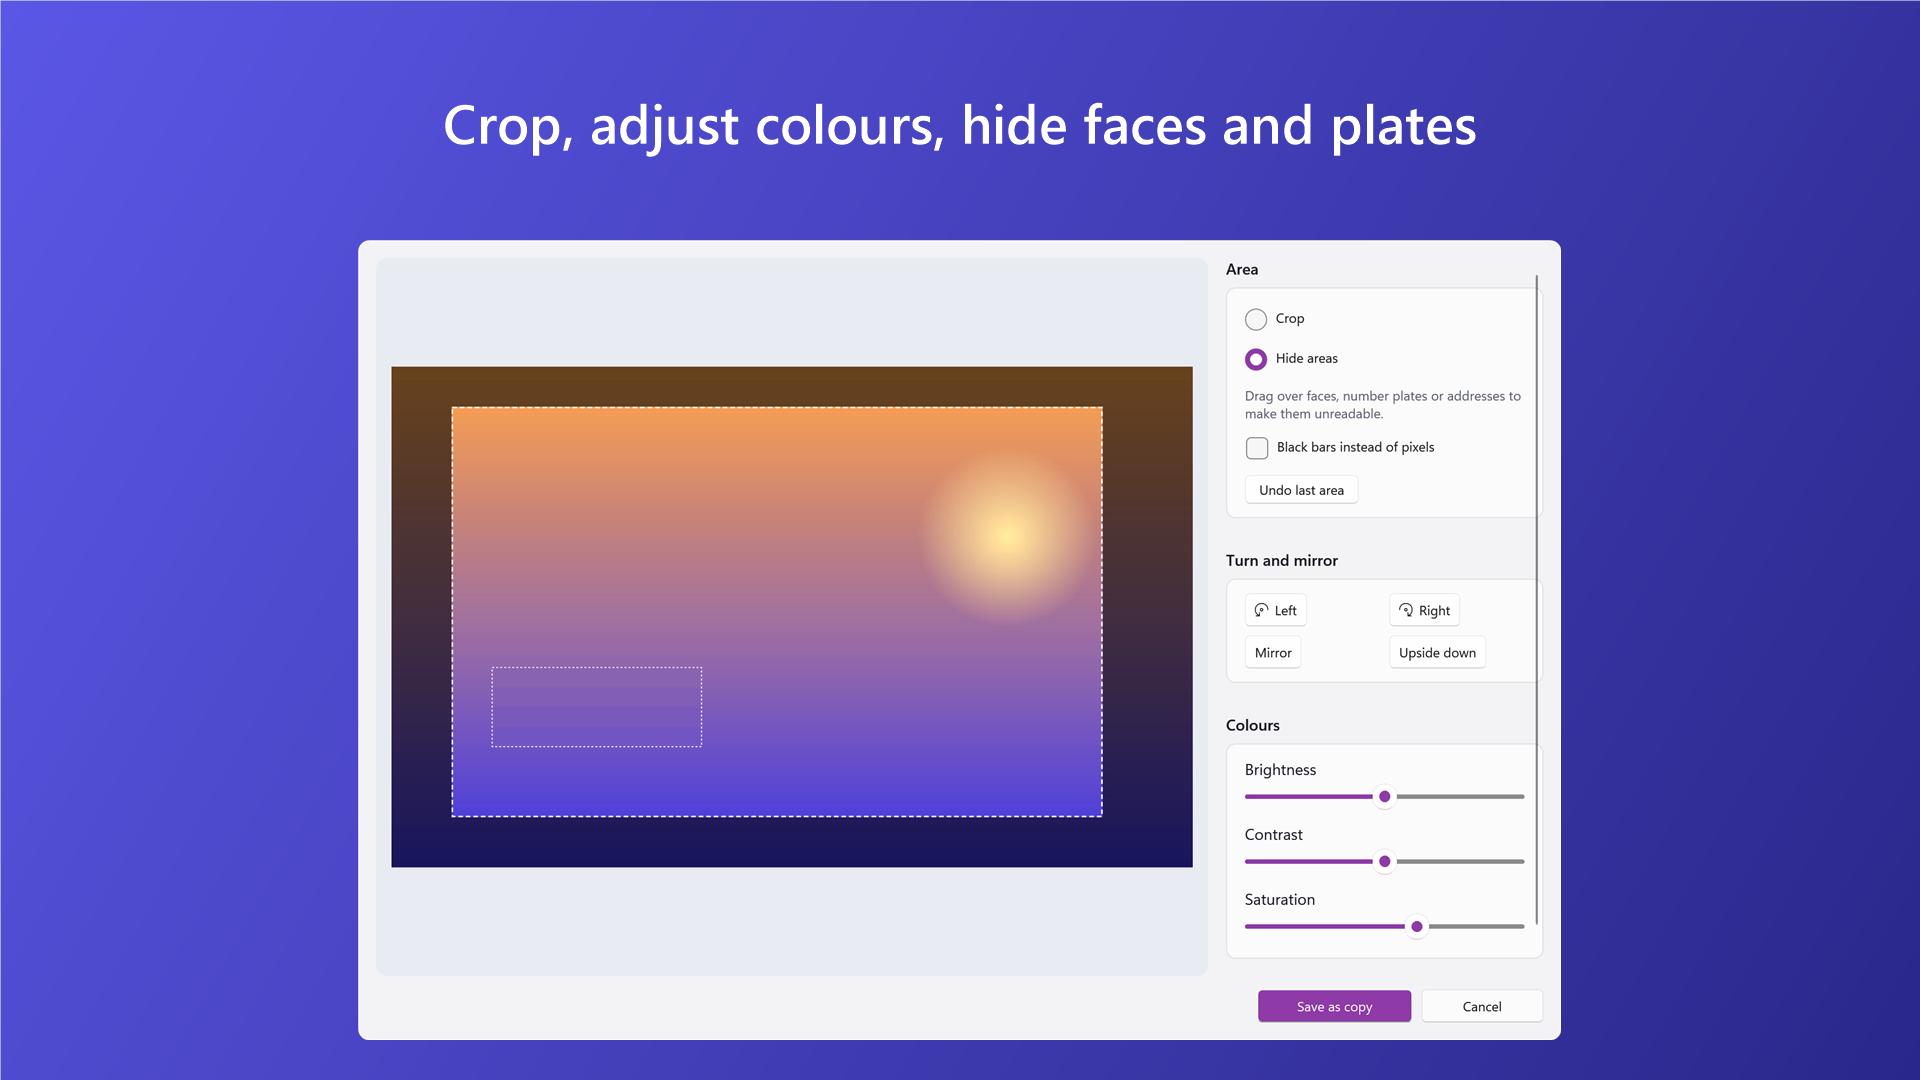 Crop, adjust colours, hide faces and plates
Area
Crop
Hide areas
Drag over faces, number plates or addresses to
make them unreadable.
Black bars instead of pixels
Undo last area
Turn and mirror
Left
Right
Mirror
Upside down
Colours
Brightness
Contrast
Saturation
Save as copy
Cancel